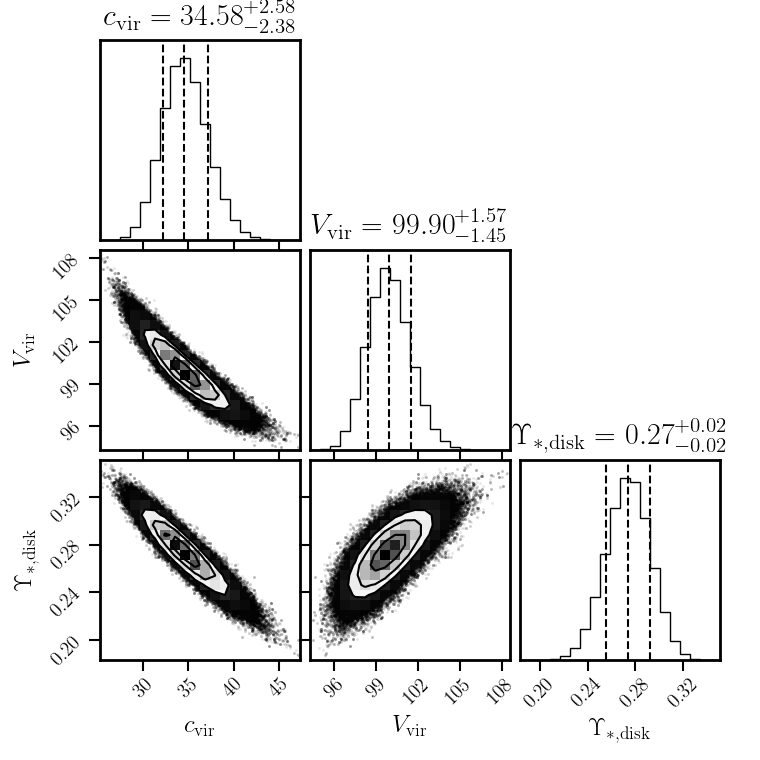 c_vir = 34.58^{+2.58}_{−2.38}
V_vir = 99.90^{+1.57}_{−1.45}
V_vir
108
105
102
99
96
ϒ_{*,disk} = 0.27^{+0.02}_{−0.02}
ϒ_{*,disk}
0.32
0.28
0.24
0.20
30 35 40 45
96 99 102 105 108
0.20 0.24 0.28 0.32
c_vir
V_vir
ϒ_{*,disk}